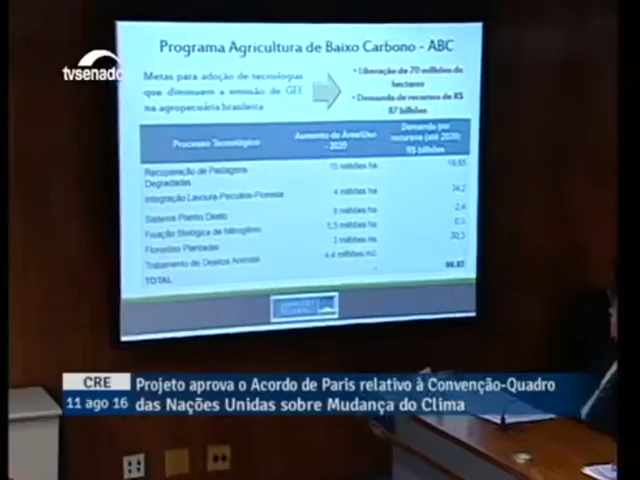 tvsenado
Programa Agricultura de Baixo Carbono - ABC
Metas para adoção de tecnologias
que diminuem a emissão de GEE
na agropecuária brasileira
• Liberação de 70 milhões de
hectares
• Demanda de recursos de R$
bilhões
Processo Tecnológico
Aumento da Área/Uso
- 2020
Demanda por
recursos (até 2020)
R$ bilhões
Recuperação de Pastagens
Degradadas
15 milhões ha
Integração Lavoura-Pecuária-Floresta
4 milhões ha
Sistema Plantio Direto
8 milhões ha
Fixação Biológica de Nitrogênio
5,5 milhões ha
Florestas Plantadas
3 milhões ha
Tratamento de Dejetos Animais
4,4 milhões m3
TOTAL
CRE
11 ago 16
Projeto aprova o Acordo de Paris relativo à Convenção-Quadro
das Nações Unidas sobre Mudança do Clima